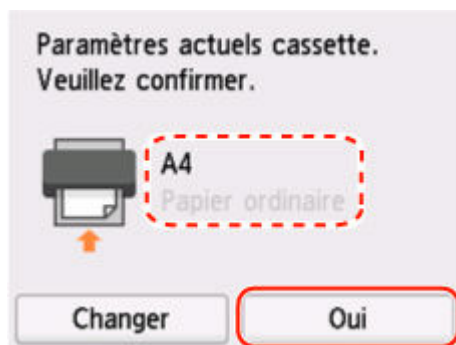 Paramètres actuels cassette.
Veuillez confirmer.
A4
Papier ordinaire
Changer
Oui